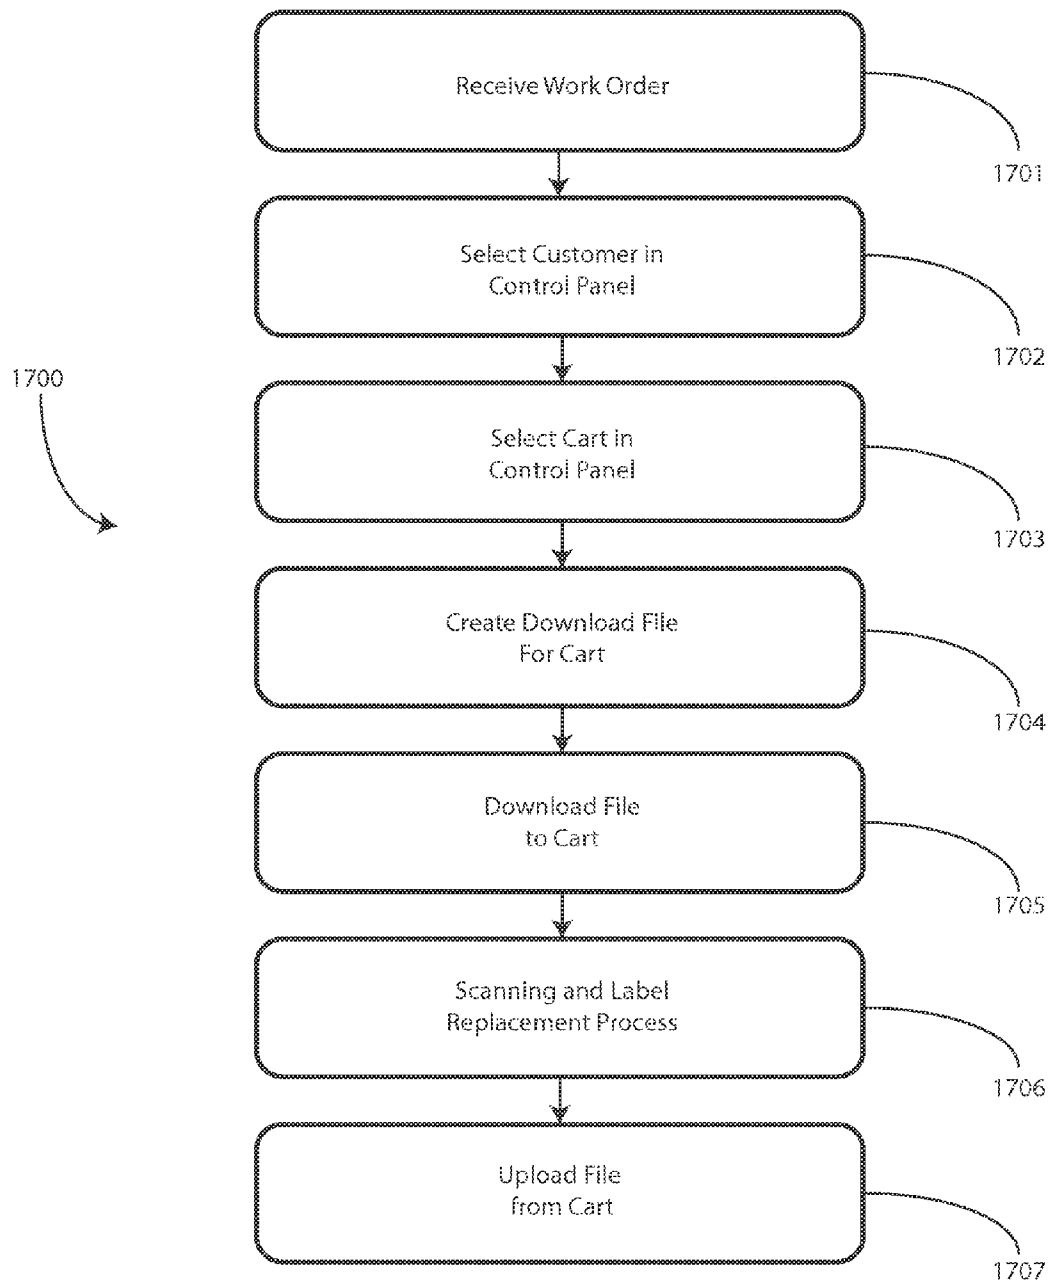 Receive Work Order
1701
Select Customer in
Control Panel
1702
1700
Select Cart in
Control Panel
1703
Create Download File
For Cart
1704
Download File
to Cart
1705
Scanning and Label
Replacement Process
1706
Upload File
from Cart
1707